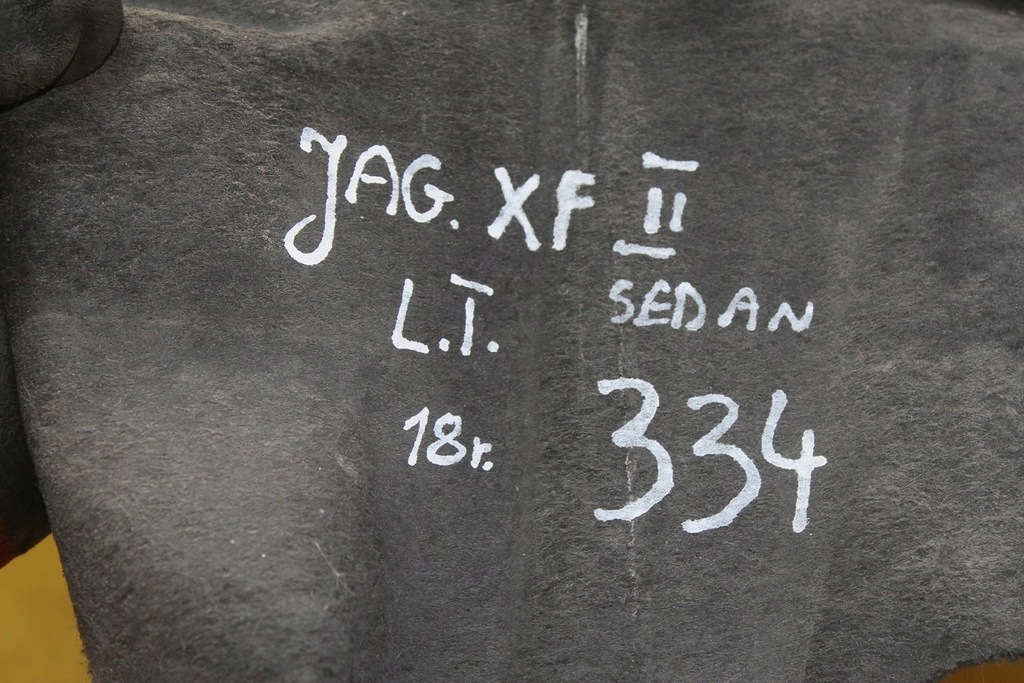 JAG. XF II
L.T. SEDAN
18r. 334